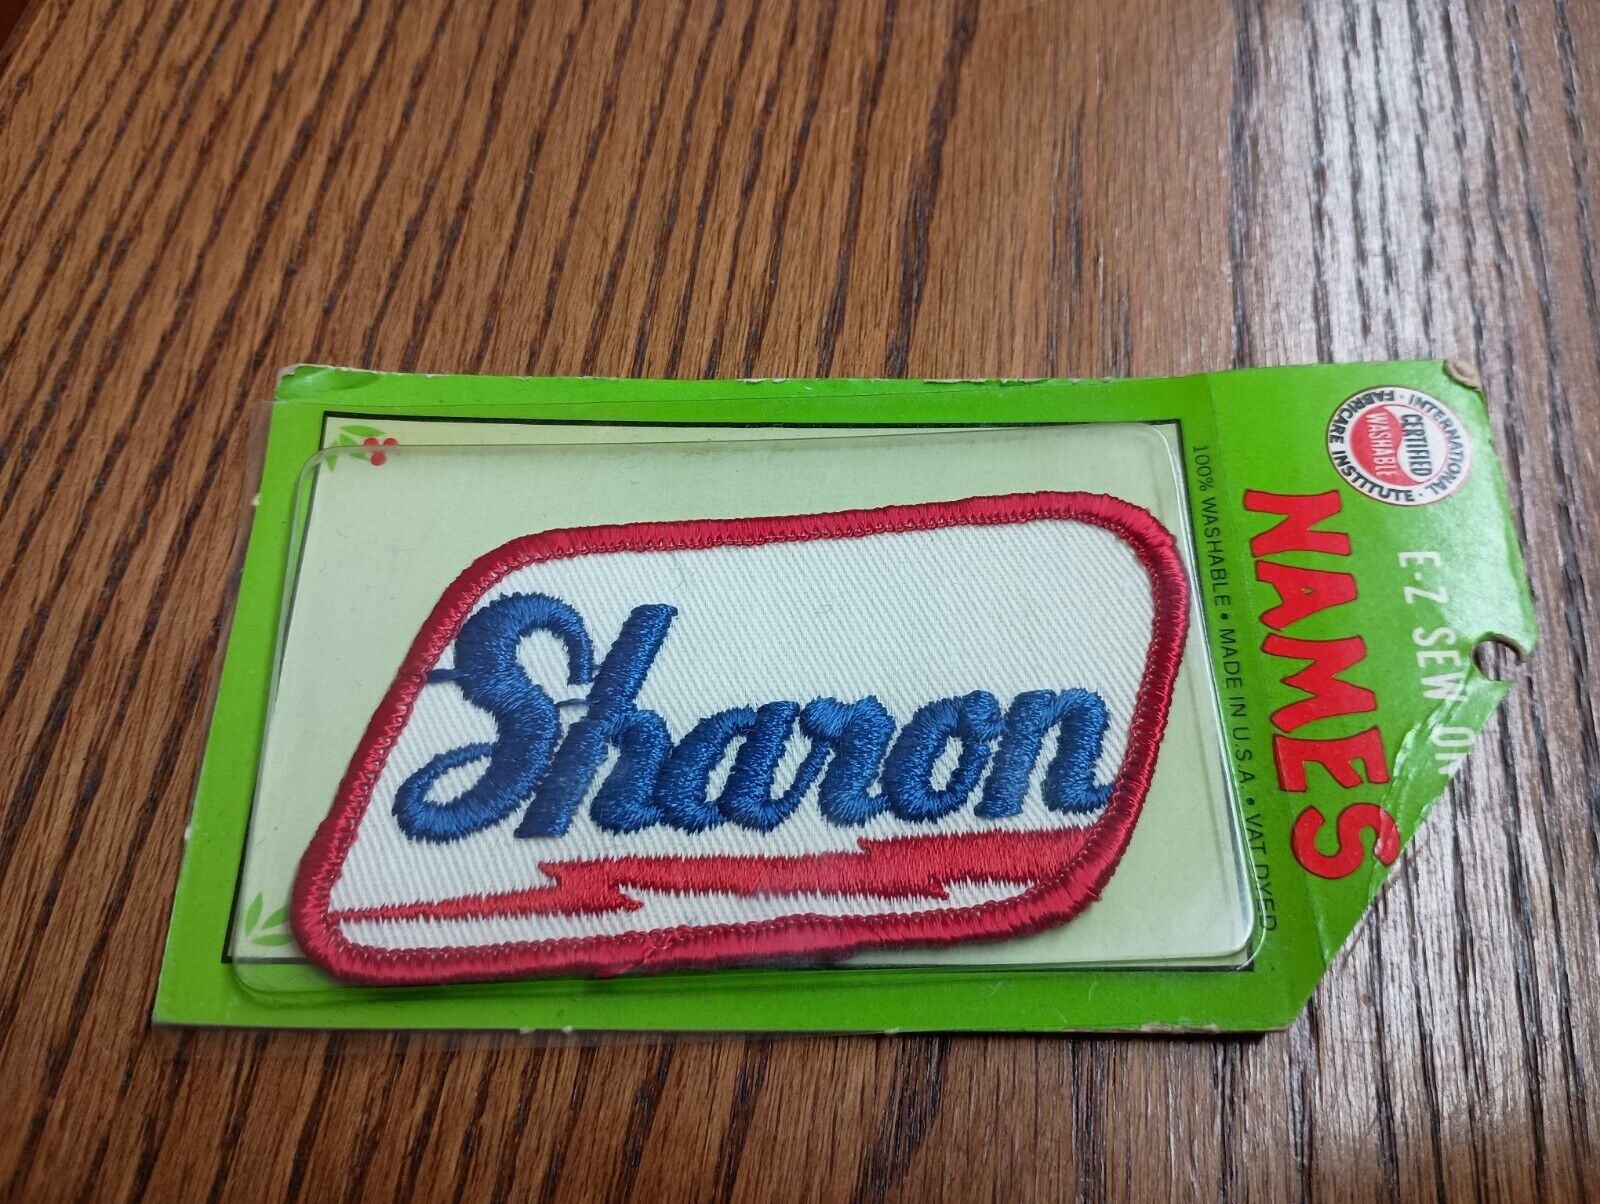 E-Z SEW ON
NAMES
INTERNATIONAL • FABRICARE INSTITUTE •
CERTIFIED
WASHABLE
100% WASHABLE • MADE IN U.S.A. • VAT DYED
Sharon